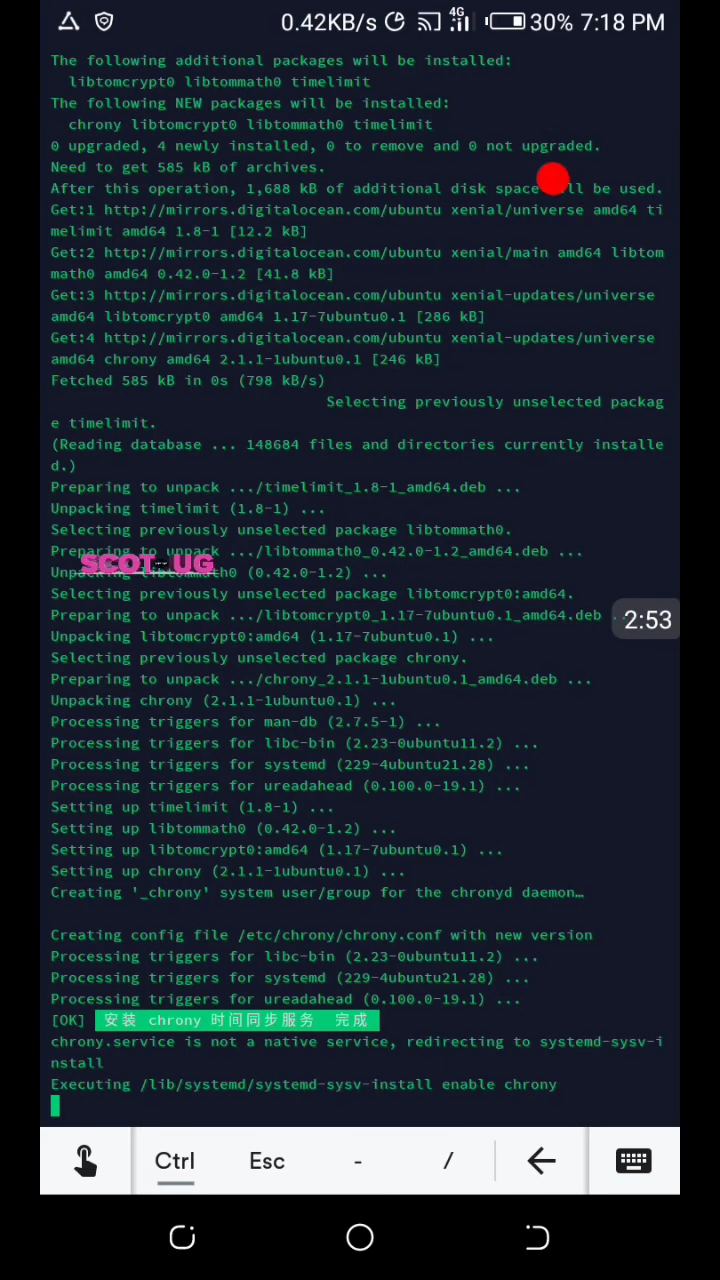 0.42KB/s 4G 30% 7:18 PM
The following additional packages will be installed:
libtomcrypt0 libtommath0 timelimit
The following NEW packages will be installed:
chrony libtomcrypt0 libtommath0 timelimit
0 upgraded, 4 newly installed, 0 to remove and 0 not upgraded.
Need to get 585 kB of archives.
After this operation, 1,688 kB of additional disk space will be used.
Get:1 http://mirrors.digitalocean.com/ubuntu xenial/universe amd64 ti
melimit amd64 1.8-1 [12.2 kB]
Get:2 http://mirrors.digitalocean.com/ubuntu xenial/main amd64 libtom
math0 amd64 0.42.0-1.2 [41.8 kB]
Get:3 http://mirrors.digitalocean.com/ubuntu xenial-updates/universe
amd64 libtomcrypt0 amd64 1.17-7ubuntu0.1 [286 kB]
Get:4 http://mirrors.digitalocean.com/ubuntu xenial-updates/universe
amd64 chrony amd64 2.1.1-1ubuntu0.1 [246 kB]
Fetched 585 kB in 0s (798 kB/s)
Selecting previously unselected packag
e timelimit.
(Reading database ... 148684 files and directories currently installe
d.)
Preparing to unpack .../timelimit_1.8-1_amd64.deb ...
Unpacking timelimit (1.8-1) ...
Selecting previously unselected package libtommath0.
Preparing to unpack .../libtommath0_0.42.0-1.2_amd64.deb ...
SCOT UG
Unpacking libtommath0 (0.42.0-1.2) ...
Selecting previously unselected package libtomcrypt0:amd64.
Preparing to unpack .../libtomcrypt0_1.17-7ubuntu0.1_amd64.deb ...
2:53
Unpacking libtomcrypt0:amd64 (1.17-7ubuntu0.1) ...
Selecting previously unselected package chrony.
Preparing to unpack .../chrony_2.1.1-1ubuntu0.1_amd64.deb ...
Unpacking chrony (2.1.1-1ubuntu0.1) ...
Processing triggers for man-db (2.7.5-1) ...
Processing triggers for libc-bin (2.23-0ubuntu11.2) ...
Processing triggers for systemd (229-4ubuntu21.28) ...
Processing triggers for ureadahead (0.100.0-19.1) ...
Setting up timelimit (1.8-1) ...
Setting up libtommath0 (0.42.0-1.2) ...
Setting up libtomcrypt0:amd64 (1.17-7ubuntu0.1) ...
Setting up chrony (2.1.1-1ubuntu0.1) ...
Creating '_chrony' system user/group for the chronyd daemon…
Creating config file /etc/chrony/chrony.conf with new version
Processing triggers for libc-bin (2.23-0ubuntu11.2) ...
Processing triggers for systemd (229-4ubuntu21.28) ...
Processing triggers for ureadahead (0.100.0-19.1) ...
[OK] 安装 chrony 时间同步服务 完成
chrony.service is not a native service, redirecting to systemd-sysv-i
nstall
Executing /lib/systemd/systemd-sysv-install enable chrony
Ctrl Esc - /